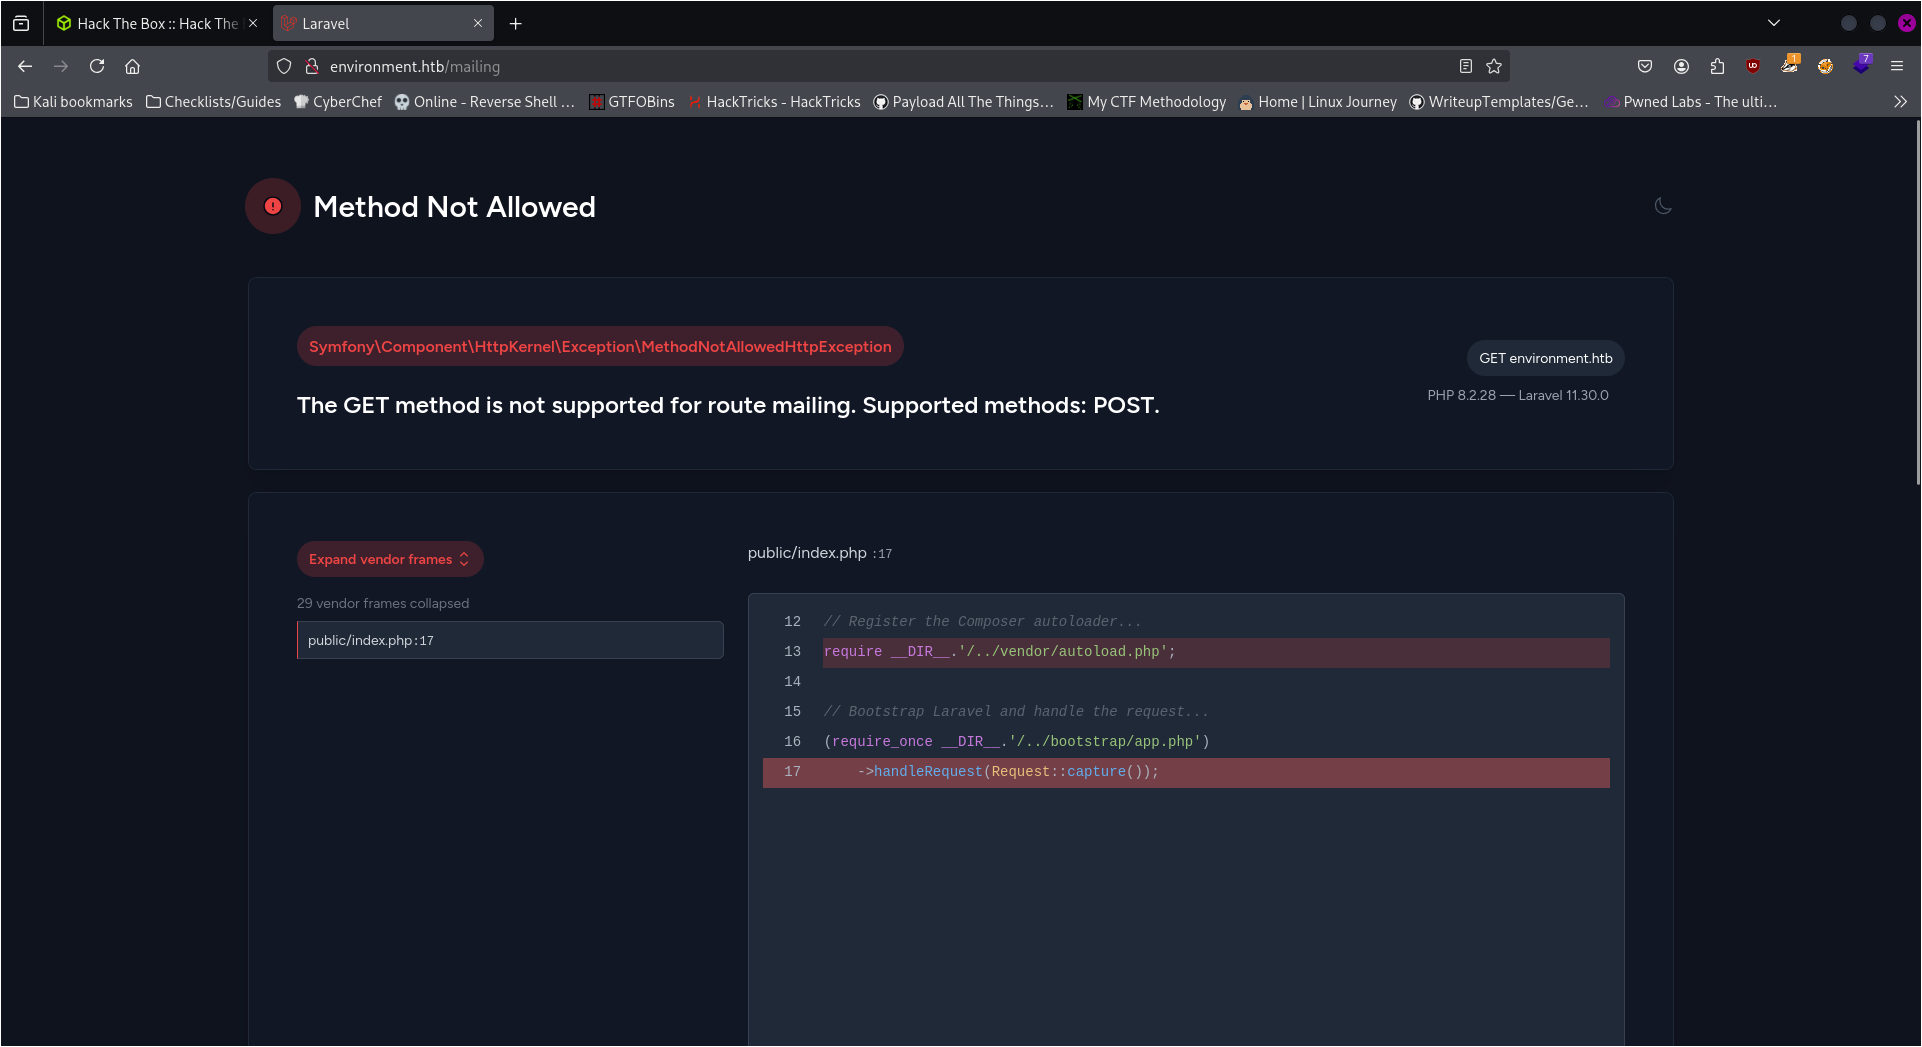 Hack The Box :: Hack The
Laravel
environment.htb/mailing
Kali bookmarks
Checklists/Guides
CyberChef
Online - Reverse Shell …
GTFOBins
HackTricks - HackTricks
Payload All The Things…
My CTF Methodology
Home | Linux Journey
WriteupTemplates/Ge…
Pwned Labs - The ulti…
1
7
Method Not Allowed
Symfony\Component\HttpKernel\Exception\MethodNotAllowedHttpException
GET environment.htb
PHP 8.2.28 — Laravel 11.30.0
The GET method is not supported for route mailing. Supported methods: POST.
Expand vendor frames
29 vendor frames collapsed
public/index.php:17
public/index.php :17
12 // Register the Composer autoloader...
13 require __DIR__.'/../vendor/autoload.php';
14
15 // Bootstrap Laravel and handle the request...
16 (require_once __DIR__.'/../bootstrap/app.php')
17     ->handleRequest(Request::capture());